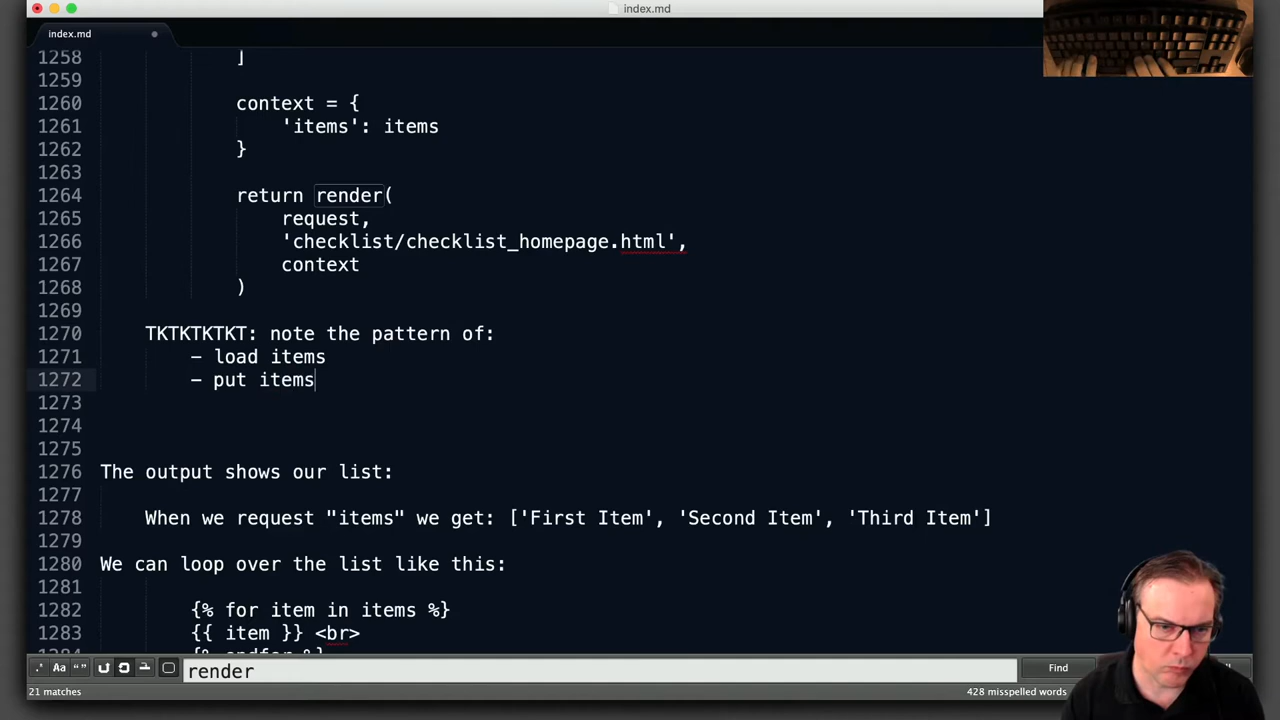 index.md
index.md
1258 ]
1259
1260 context = {
1261 'items': items
1262 }
1263
1264 return render(
1265 request,
1266 'checklist/checklist_homepage.html',
1267 context
1268 )
1269
1270 TKTKTKTKT: note the pattern of:
1271 - load items
1272 - put items
1273
1274
1275
1276 The output shows our list:
1277
1278 When we request "items" we get: ['First Item', 'Second Item', 'Third Item']
1279
1280 We can loop over the list like this:
1281
1282 {% for item in items %}
1283 {{ item }} <br>
1284 {% endfor %}
.* Aa “” render Find
21 matches 428 misspelled words